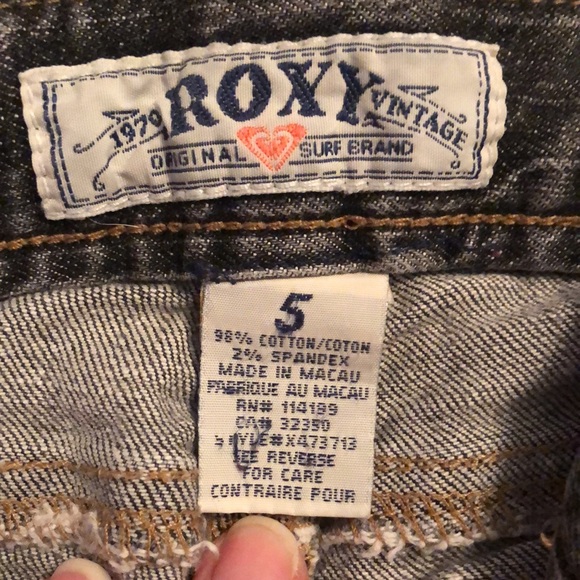 1970 ROXY VINTAGE
ORIGINAL SURF BRAND
5
98% COTTON/COTON
2% SPANDEX
MADE IN MACAU
FABRIQUE AU MACAU
RN# 114199
CA# 32350
STYLE#X473713
SEE REVERSE
FOR CARE
CONTRAIRE POUR